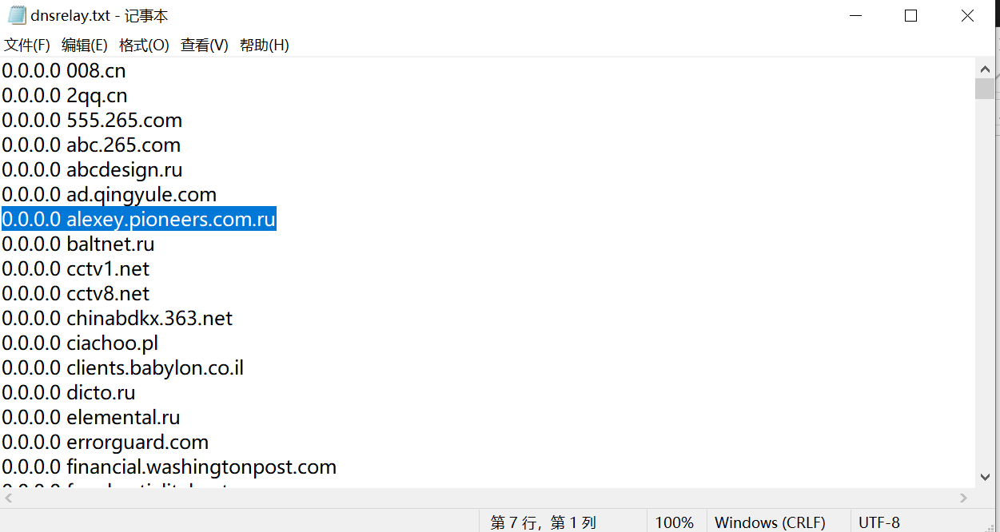 dnsrelay.txt - 记事本
文件(F) 编辑(E) 格式(O) 查看(V) 帮助(H)
0.0.0.0 008.cn
0.0.0.0 2qq.cn
0.0.0.0 555.265.com
0.0.0.0 abc.265.com
0.0.0.0 abcdesign.ru
0.0.0.0 ad.qingyule.com
0.0.0.0 alexey.pioneers.com.ru
0.0.0.0 baltnet.ru
0.0.0.0 cctv1.net
0.0.0.0 cctv8.net
0.0.0.0 chinabdkx.363.net
0.0.0.0 ciachoo.pl
0.0.0.0 clients.babylon.co.il
0.0.0.0 dicto.ru
0.0.0.0 elemental.ru
0.0.0.0 errorguard.com
0.0.0.0 financial.washingtonpost.com
0.0.0.0
第 7 行，第 1 列 100% Windows (CRLF) UTF-8